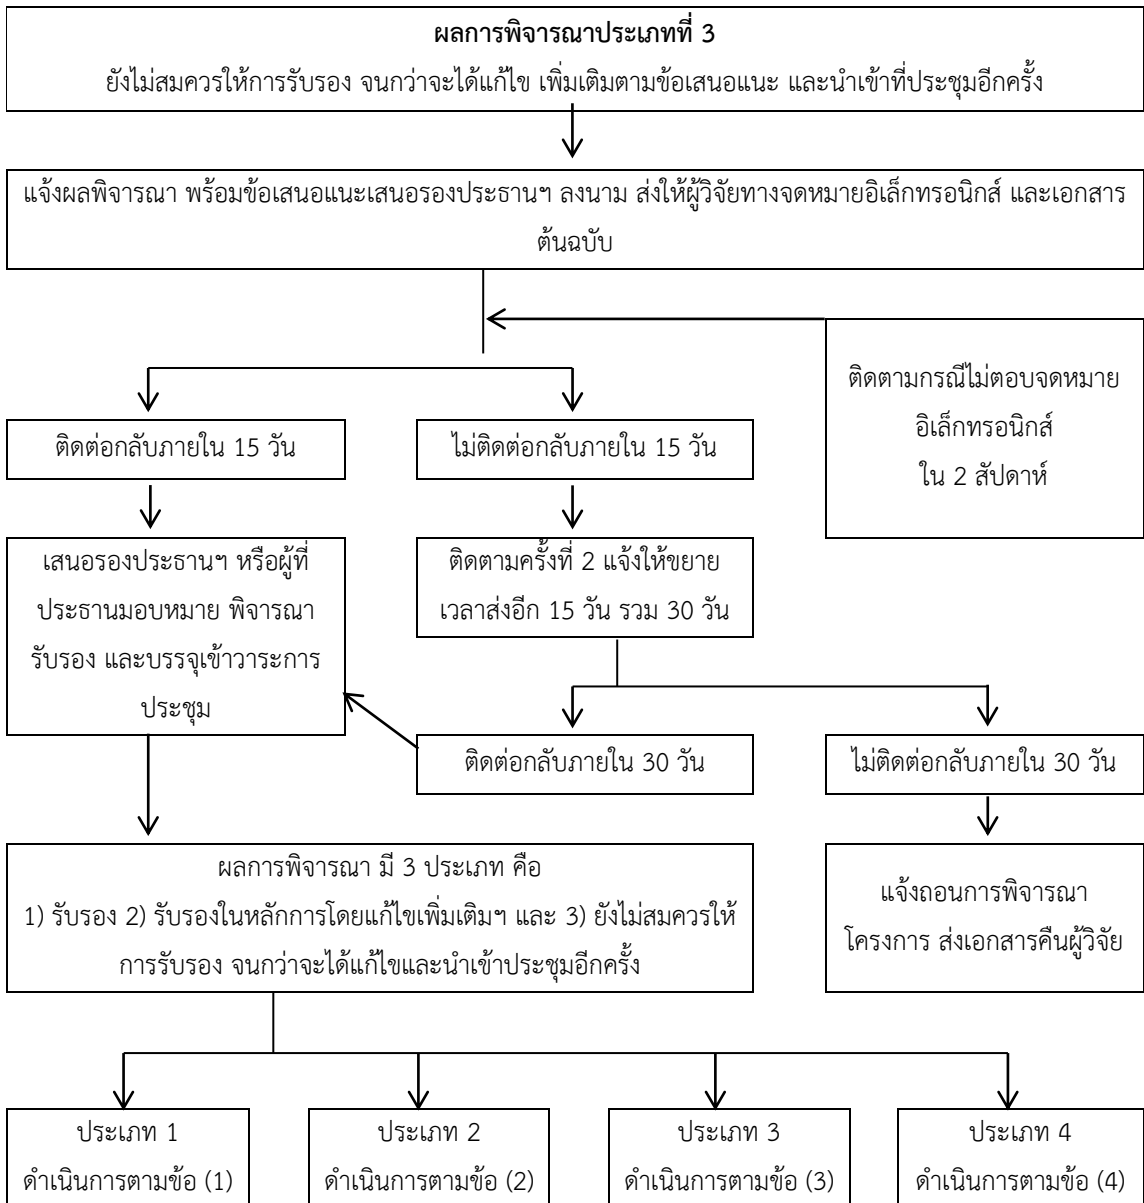 ผลการพิจารณาประเภทที่ 3
ยังไม่สมควรให้การรับรอง จนกว่าจะได้แก้ไข เพิ่มเติมตามข้อเสนอแนะ และนำเข้าที่ประชุมอีกครั้ง
แจ้งผลพิจารณา พร้อมข้อเสนอแนะเสนอรองประธานฯ ลงนาม ส่งให้ผู้วิจัยทางจดหมายอิเล็กทรอนิกส์ และเอกสาร
ต้นฉบับ
ติดตามกรณีไม่ตอบจดหมาย
อิเล็กทรอนิกส์
ใน 2 สัปดาห์
ติดต่อกลับภายใน 15 วัน
ไม่ติดต่อกลับภายใน 15 วัน
เสนอรองประธานฯ หรือผู้ที่
ประธานมอบหมาย พิจารณา
รับรอง และบรรจุเข้าวาระการ
ประชุม
ติดตามครั้งที่ 2 แจ้งให้ขยาย
เวลาส่งอีก 15 วัน รวม 30 วัน
ติดต่อกลับภายใน 30 วัน
ไม่ติดต่อกลับภายใน 30 วัน
ผลการพิจารณา มี 3 ประเภท คือ
1) รับรอง 2) รับรองในหลักการโดยแก้ไขเพิ่มเติมฯ และ 3) ยังไม่สมควรให้
การรับรอง จนกว่าจะได้แก้ไขและนำเข้าประชุมอีกครั้ง
แจ้งถอนการพิจารณา
โครงการ ส่งเอกสารคืนผู้วิจัย
ประเภท 1
ดำเนินการตามข้อ (1)
ประเภท 2
ดำเนินการตามข้อ (2)
ประเภท 3
ดำเนินการตามข้อ (3)
ประเภท 4
ดำเนินการตามข้อ (4)